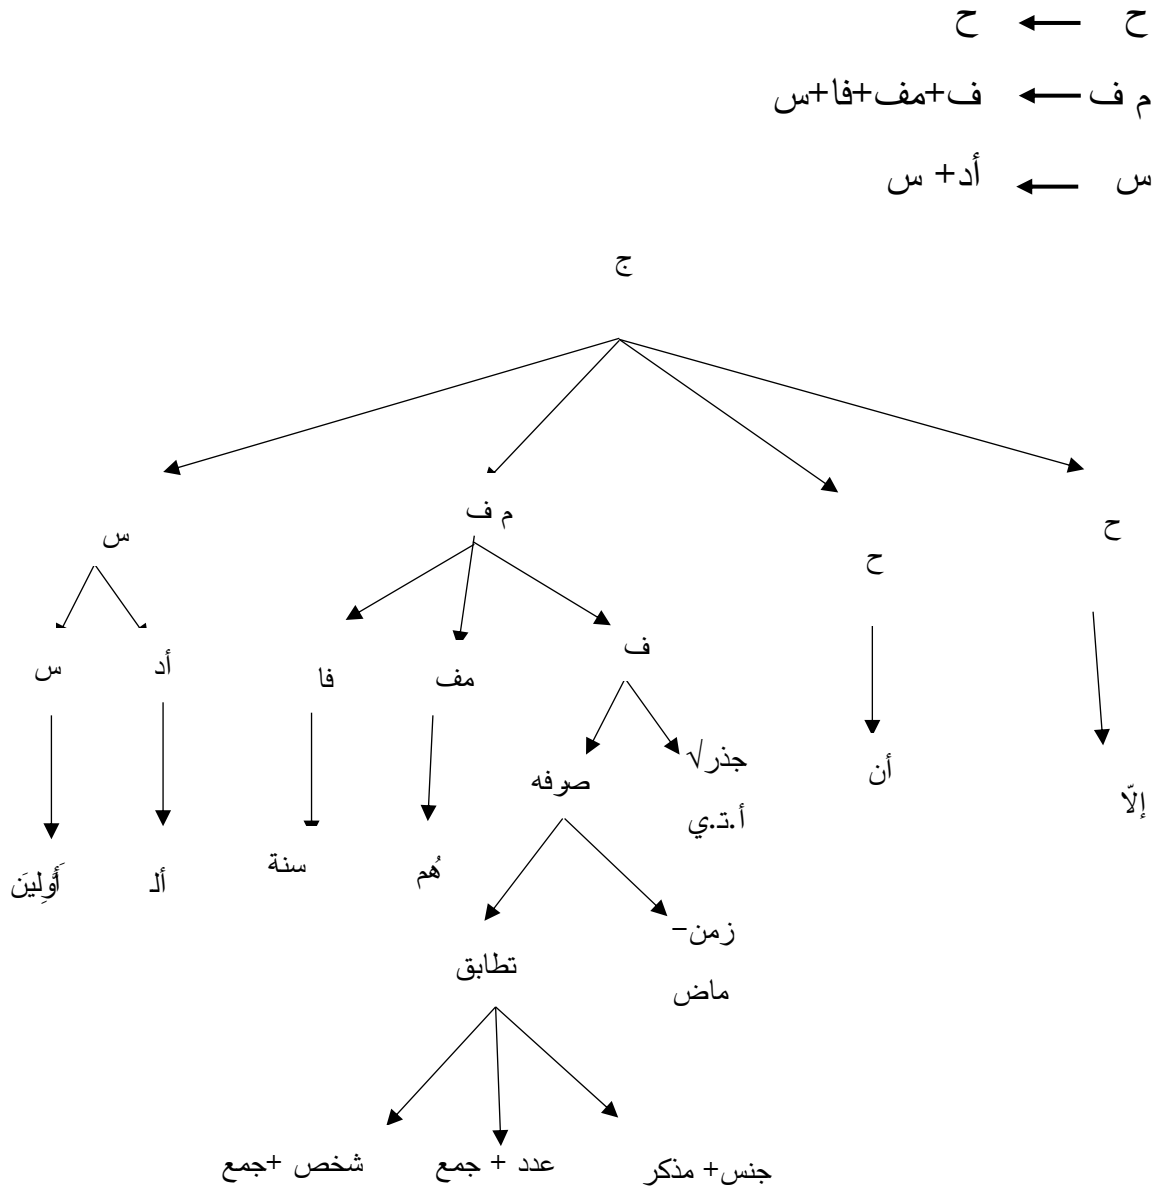 ح ← ح
م ف ← ف+مف+فا+س
س ← أد+ س
ج
ح
ح
م ف
س
ف
مف
فا
أد
س
جذر√
أ.ت.ي
صرفه
أن
إلّا
هُم
سنة
ألـ
أَوَّلِينَ
زمن–
ماض
تطابق
جنس+ مذكر
عدد + جمع
شخص +جمع